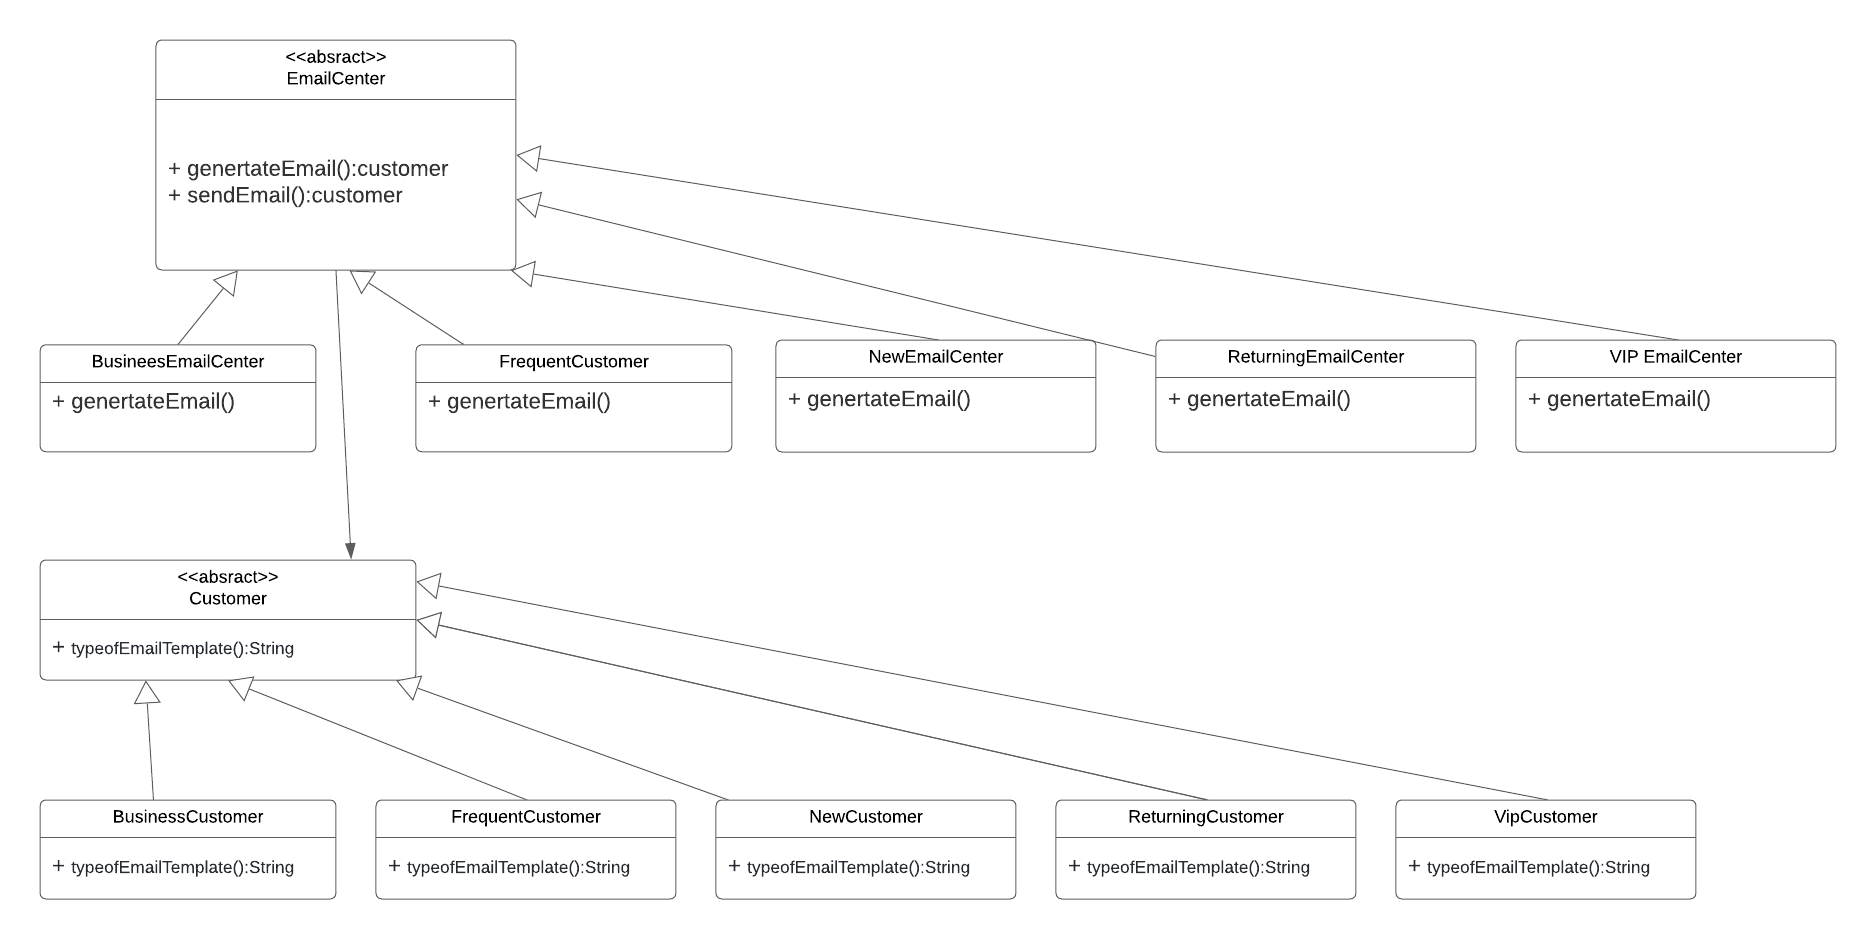 <<absract>>
EmailCenter
+ genertateEmail():customer
+ sendEmail():customer
BusineesEmailCenter
+ genertateEmail()
FrequentCustomer
+ genertateEmail()
NewEmailCenter
+ genertateEmail()
ReturningEmailCenter
+ genertateEmail()
VIP EmailCenter
+ genertateEmail()
<<absract>>
Customer
+ typeofEmailTemplate():String
BusinessCustomer
+ typeofEmailTemplate():String
FrequentCustomer
+ typeofEmailTemplate():String
NewCustomer
+ typeofEmailTemplate():String
ReturningCustomer
+ typeofEmailTemplate():String
VipCustomer
+ typeofEmailTemplate():String